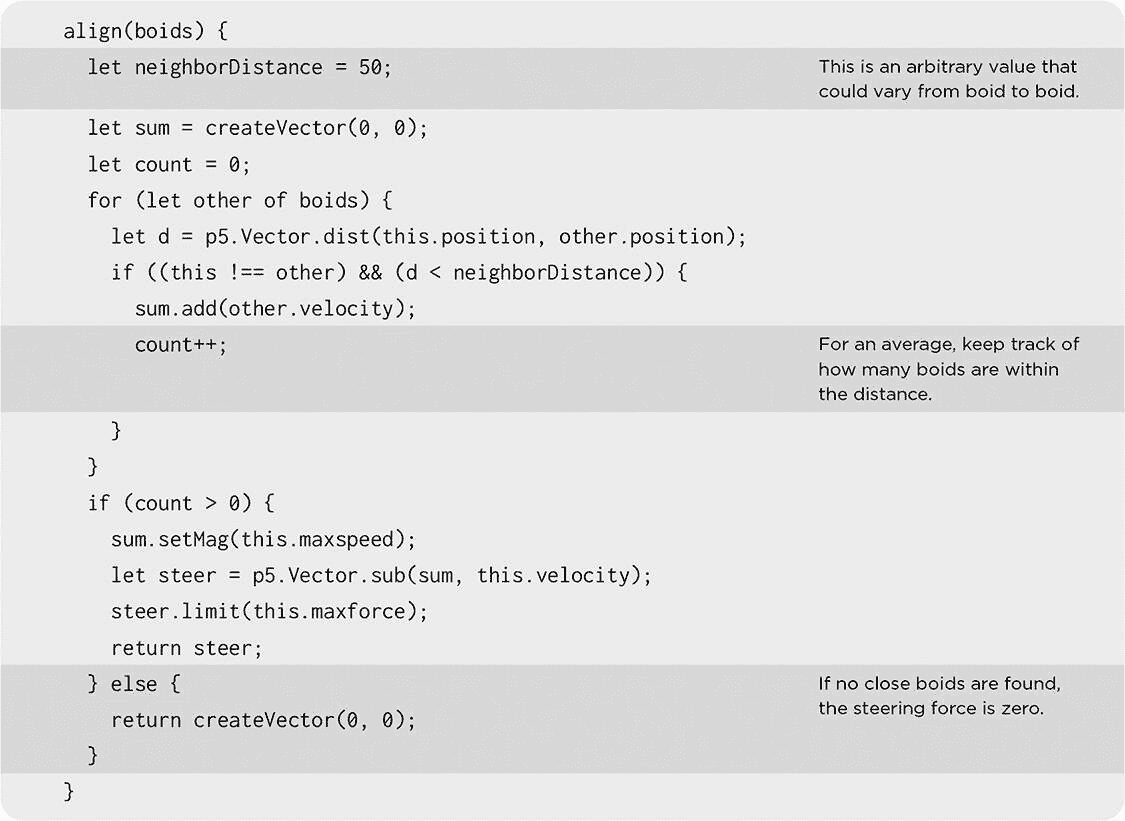 align(boids) {
let neighborDistance = 50;
This is an arbitrary value that
could vary from boid to boid.
let sum = createVector(0, 0);
let count = 0;
for (let other of boids) {
let d = p5.Vector.dist(this.position, other.position);
if ((this !== other) && (d < neighborDistance)) {
sum.add(other.velocity);
count++;
For an average, keep track of
how many boids are within
the distance.
}
}
if (count > 0) {
sum.setMag(this.maxspeed);
let steer = p5.Vector.sub(sum, this.velocity);
steer.limit(this.maxforce);
return steer;
} else {
If no close boids are found,
the steering force is zero.
return createVector(0, 0);
}
}